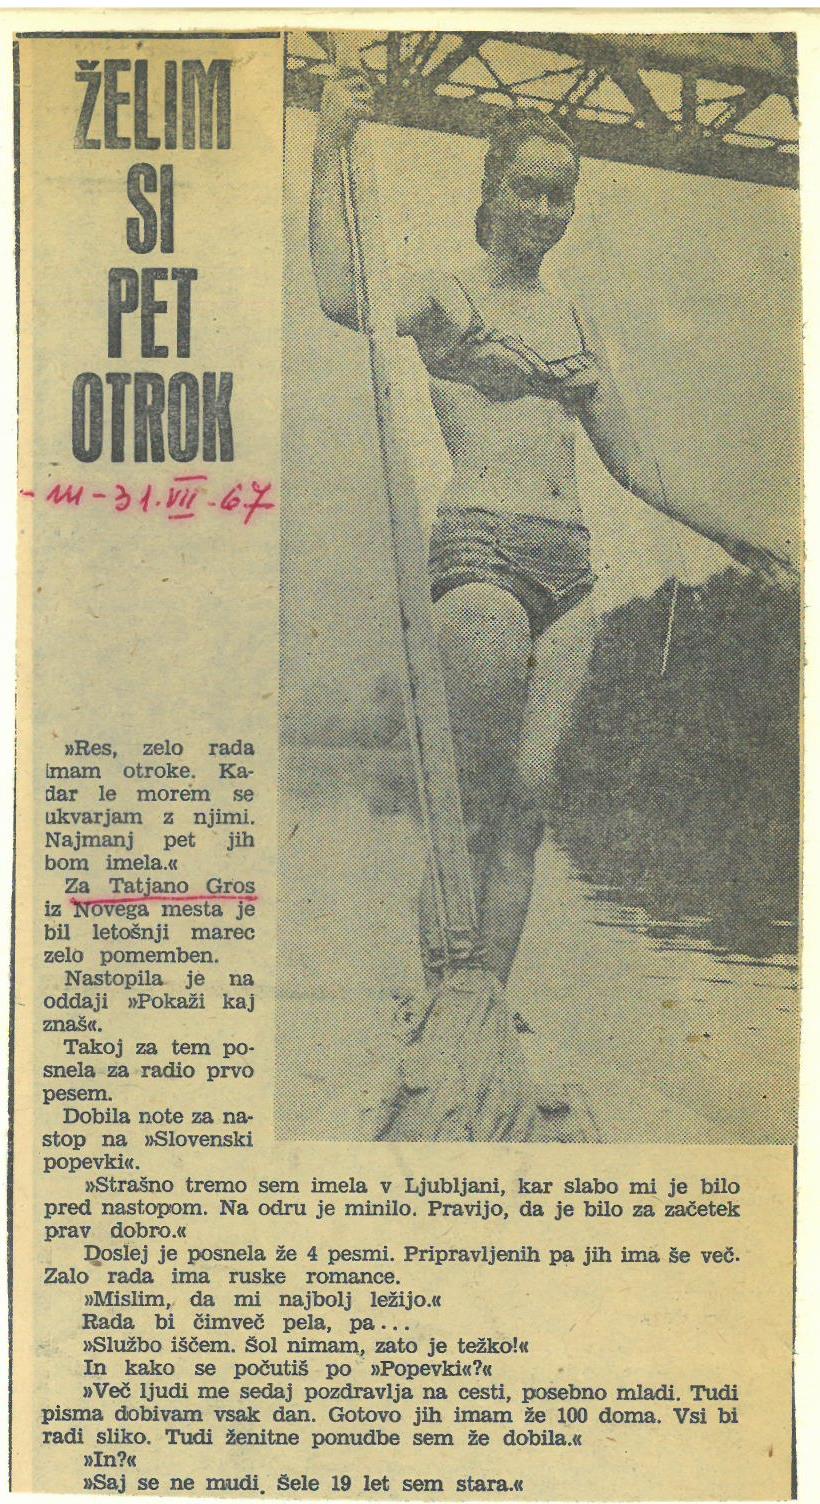 ŽELIM
SI
PET
OTROK
- m - 31. VII. - 67
»Res, zelo rada
imam otroke. Ka-
dar le morem se
ukvarjam z njimi.
Najmanj pet jih
bom imela.«
Za Tatjano Gros
iz Novega mesta je
bil letošnji marec
zelo pomemben.
Nastopila je na
oddaji »Pokaži kaj
znaš«.
Takoj za tem po-
snela za radio prvo
pesem.
Dobila note za na-
stop na »Slovenski
popevki«.
»Strašno tremo sem imela v Ljubljani, kar slabo mi je bilo
pred nastopom. Na odru je minilo. Pravijo, da je bilo za začetek
prav dobro.«
Doslej je posnela že 4 pesmi. Pripravljenih pa jih ima še več.
Zalo rada ima ruske romance.
»Mislim, da mi najbolj ležijo.«
Rada bi čimveč pela, pa...
»Službo iščem. Šol nimam, zato je težko!«
In kako se počutiš po »Popevki«?«
»Več ljudi me sedaj pozdravlja na cesti, posebno mladi. Tudi
pisma dobivam vsak dan. Gotovo jih imam že 100 doma. Vsi bi
radi sliko. Tudi ženitne ponudbe sem že dobila.«
»In?«
»Saj se ne mudi. Šele 19 let sem stara.«